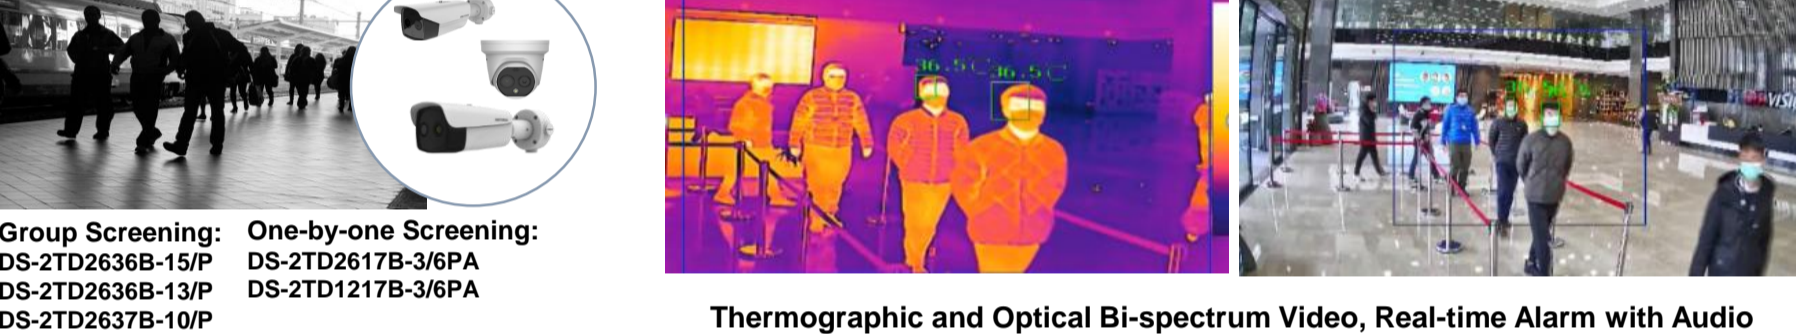 Group Screening:
DS-2TD2636B-15/P
DS-2TD2636B-13/P
DS-2TD2637B-10/P
One-by-one Screening:
DS-2TD2617B-3/6PA
DS-2TD1217B-3/6PA
36.5°C 36.5°C
VISI
Thermographic and Optical Bi-spectrum Video, Real-time Alarm with Audio